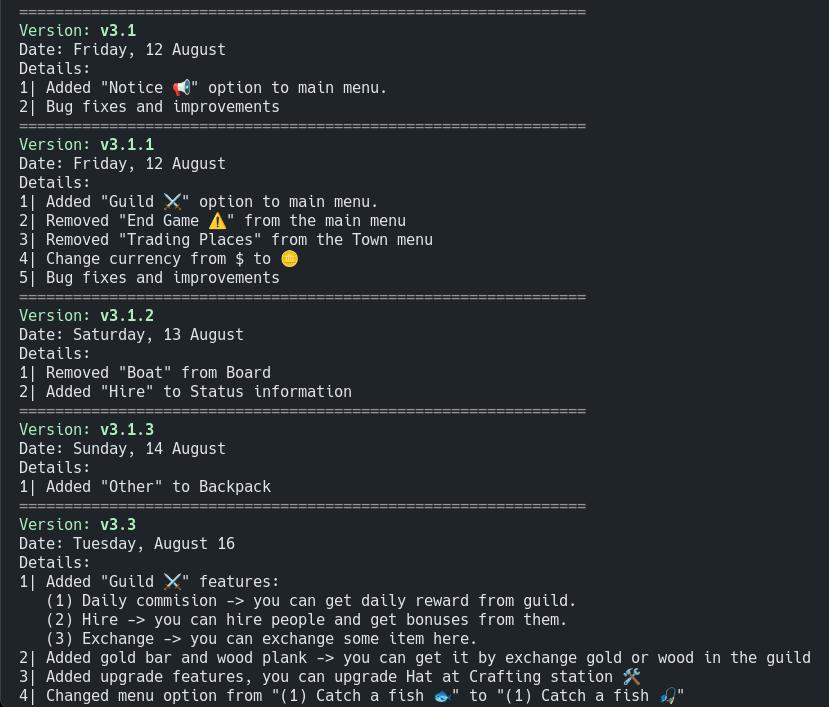 ===============================================================
Version: v3.1
Date: Friday, 12 August
Details:
1| Added "Notice 📢" option to main menu.
2| Bug fixes and improvements
===============================================================
Version: v3.1.1
Date: Friday, 12 August
Details:
1| Added "Guild ⚔️" option to main menu.
2| Removed "End Game ⚠️" from the main menu
3| Removed "Trading Places" from the Town menu
4| Change currency from $ to 🪙
5| Bug fixes and improvements
===============================================================
Version: v3.1.2
Date: Saturday, 13 August
Details:
1| Removed "Boat" from Board
2| Added "Hire" to Status information
===============================================================
Version: v3.1.3
Date: Sunday, 14 August
Details:
1| Added "Other" to Backpack
===============================================================
Version: v3.3
Date: Tuesday, August 16
Details:
1| Added "Guild ⚔️" features:
   (1) Daily commision -> you can get daily reward from guild.
   (2) Hire -> you can hire people and get bonuses from them.
   (3) Exchange -> you can exchange some item here.
2| Added gold bar and wood plank -> you can get it by exchange gold or wood in the guild
3| Added upgrade features, you can upgrade Hat at Crafting station 🛠️
4| Changed menu option from "(1) Catch a fish 🐟" to "(1) Catch a fish 🎣"